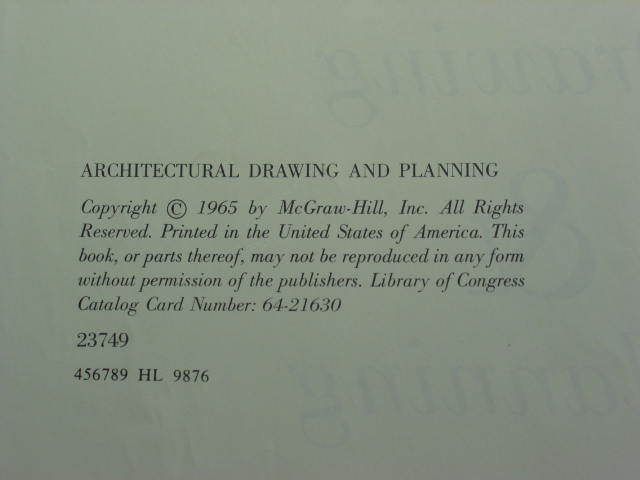 ARCHITECTURAL DRAWING AND PLANNING
Copyright © 1965 by McGraw-Hill, Inc. All Rights
Reserved. Printed in the United States of America. This
book, or parts thereof, may not be reproduced in any form
without permission of the publishers. Library of Congress
Catalog Card Number: 64-21630
23749
456789 HL 9876